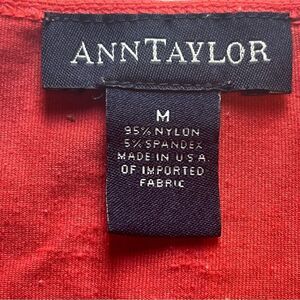 ANNTAYLOR
M
95% NYLON
5% SPANDEX
MADE IN U.S.A
OF IMPORTED
FABRIC